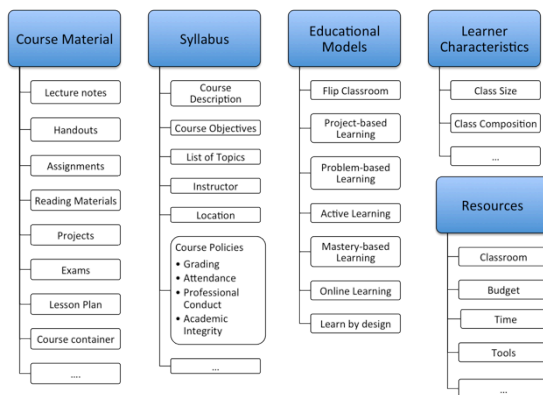 Course Material
Lecture notes
Handouts
Assignments
Reading Materials
Projects
Exams
Lesson Plan
Course container
....
Syllabus
Course
Description
Course Objectives
List of Topics
Instructor
Location
Course Policies
• Grading
• Attendance
• Professional
Conduct
• Academic
Integrity
...
Educational
Models
Flip Classroom
Project-based
Learning
Problem-based
Learning
Active Learning
Mastery-based
Learning
Online Learning
Learn by design
Learner
Characteristics
Class Size
Class Composition
...
Resources
Classroom
Budget
Time
Tools
...